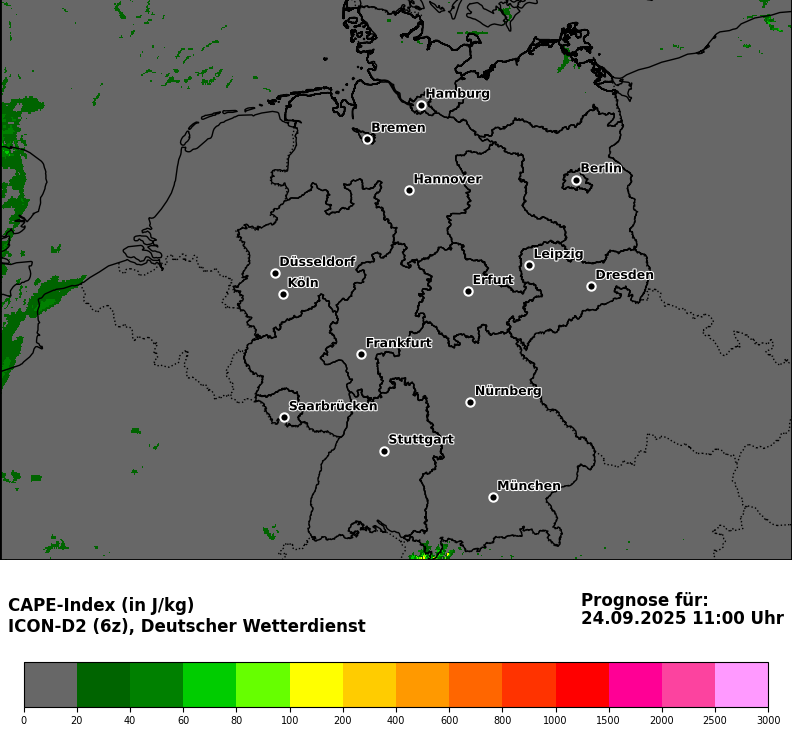 Hamburg
Bremen
Berlin
Hannover
Leipzig
Düsseldorf
Dresden
Köln
Erfurt
Frankfurt
Nürnberg
Saarbrücken
Stuttgart
München
CAPE-Index (in J/kg)
ICON-D2 (6z), Deutscher Wetterdienst
Prognose für:
24.09.2025 11:00 Uhr
0 20 40 60 80 100 200 400 600 800 1000 1500 2000 2500 3000